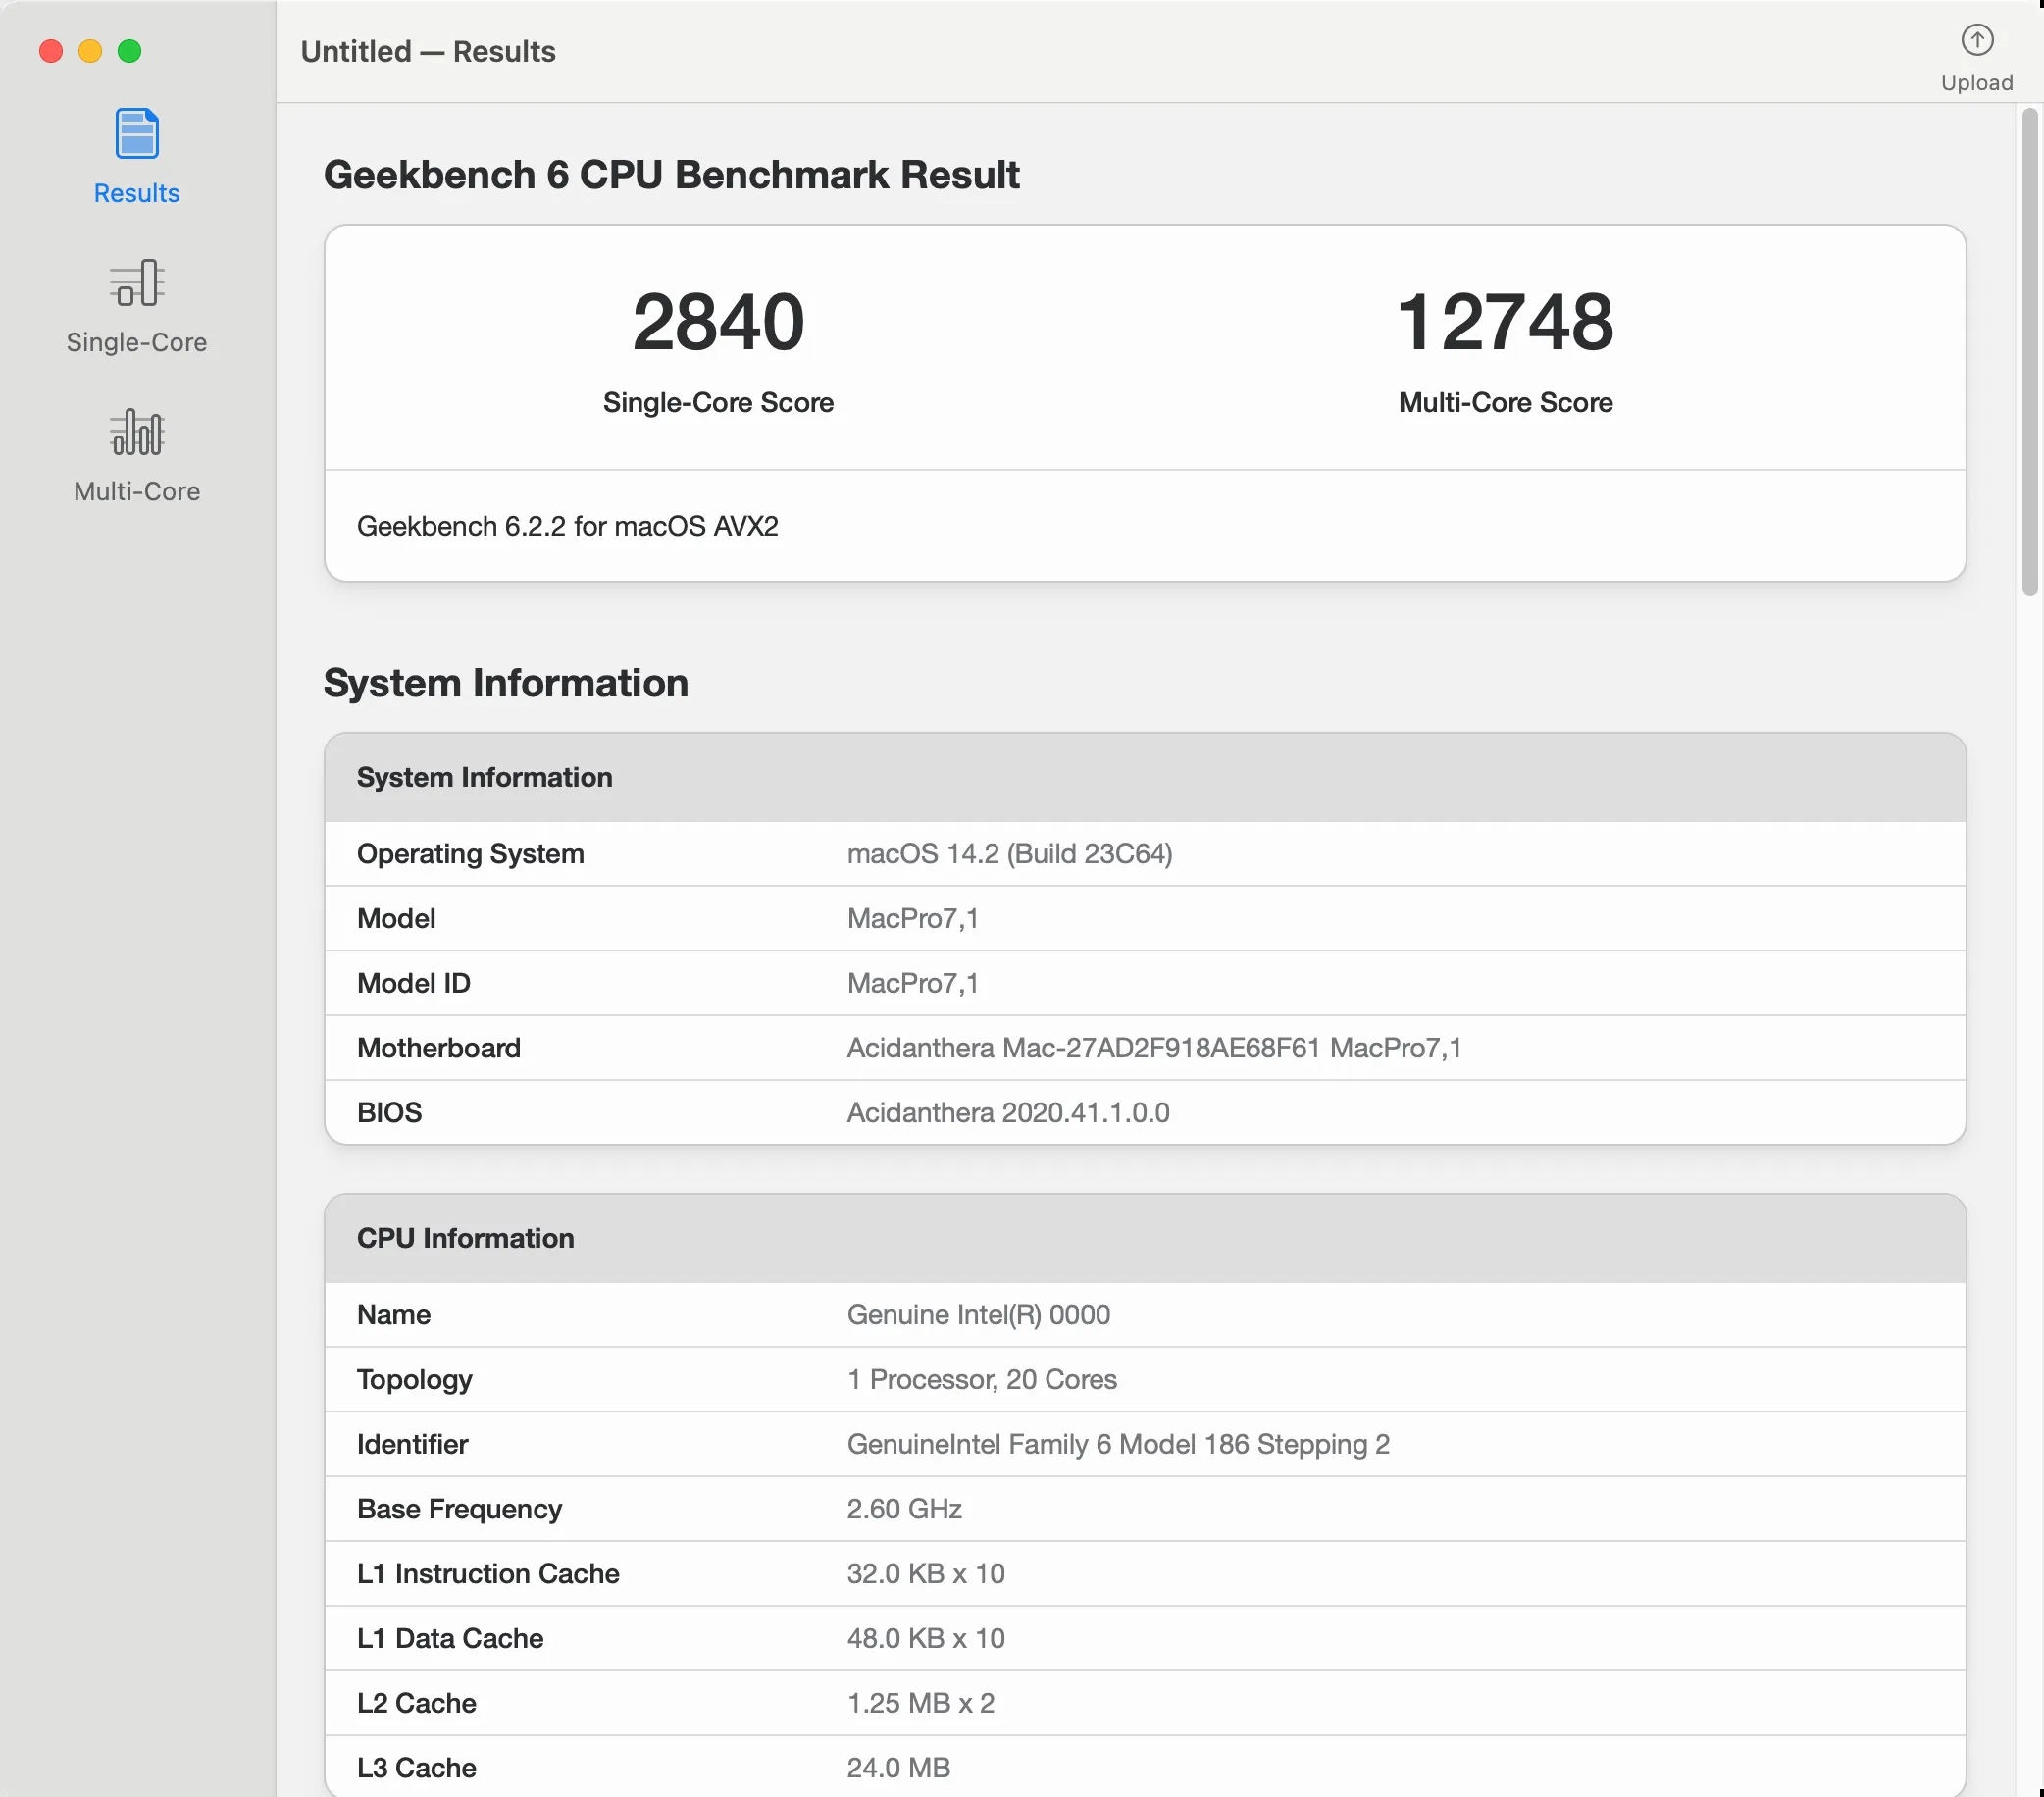 Untitled — Results
Upload
Results
Single-Core
Multi-Core
Geekbench 6 CPU Benchmark Result
2840
12748
Single-Core Score
Multi-Core Score
Geekbench 6.2.2 for macOS AVX2
System Information
System Information
Operating System macOS 14.2 (Build 23C64)
Model MacPro7,1
Model ID MacPro7,1
Motherboard Acidanthera Mac-27AD2F918AE68F61 MacPro7,1
BIOS Acidanthera 2020.41.1.0.0
CPU Information
Name Genuine Intel(R) 0000
Topology 1 Processor, 20 Cores
Identifier GenuineIntel Family 6 Model 186 Stepping 2
Base Frequency 2.60 GHz
L1 Instruction Cache 32.0 KB x 10
L1 Data Cache 48.0 KB x 10
L2 Cache 1.25 MB x 2
L3 Cache 24.0 MB